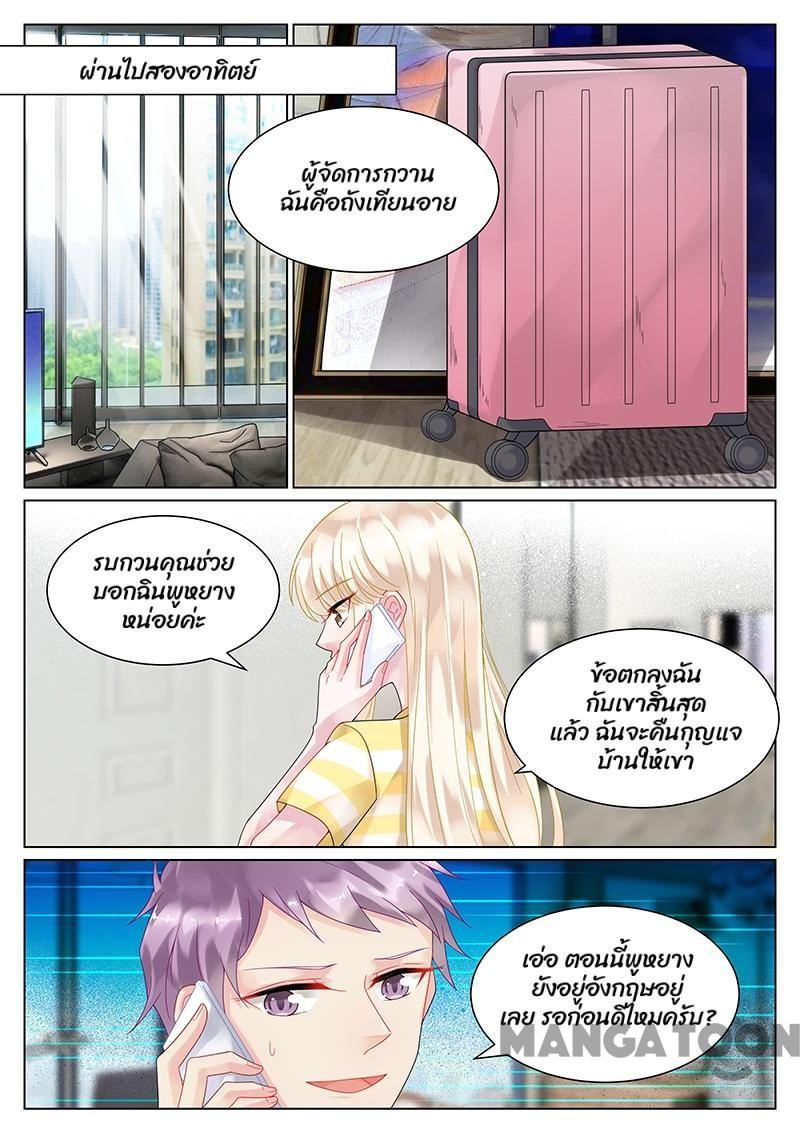 ผ่านไปสองอาทิตย์
ผู้จัดการกวาน
ฉันคือถังเทียนอาย
รบกวนคุณช่วย
บอกฉินพูหยาง
หน่อยค่ะ
ข้อตกลงฉัน
กับเขาสิ้นสุด
แล้ว ฉันจะคืนกุญแจ
บ้านให้เขา
เอ่อ ตอนนี้พูหยาง
ยังอยู่อังกฤษอยู่
เลย รอก่อนดีไหมครับ?
MANGATOON